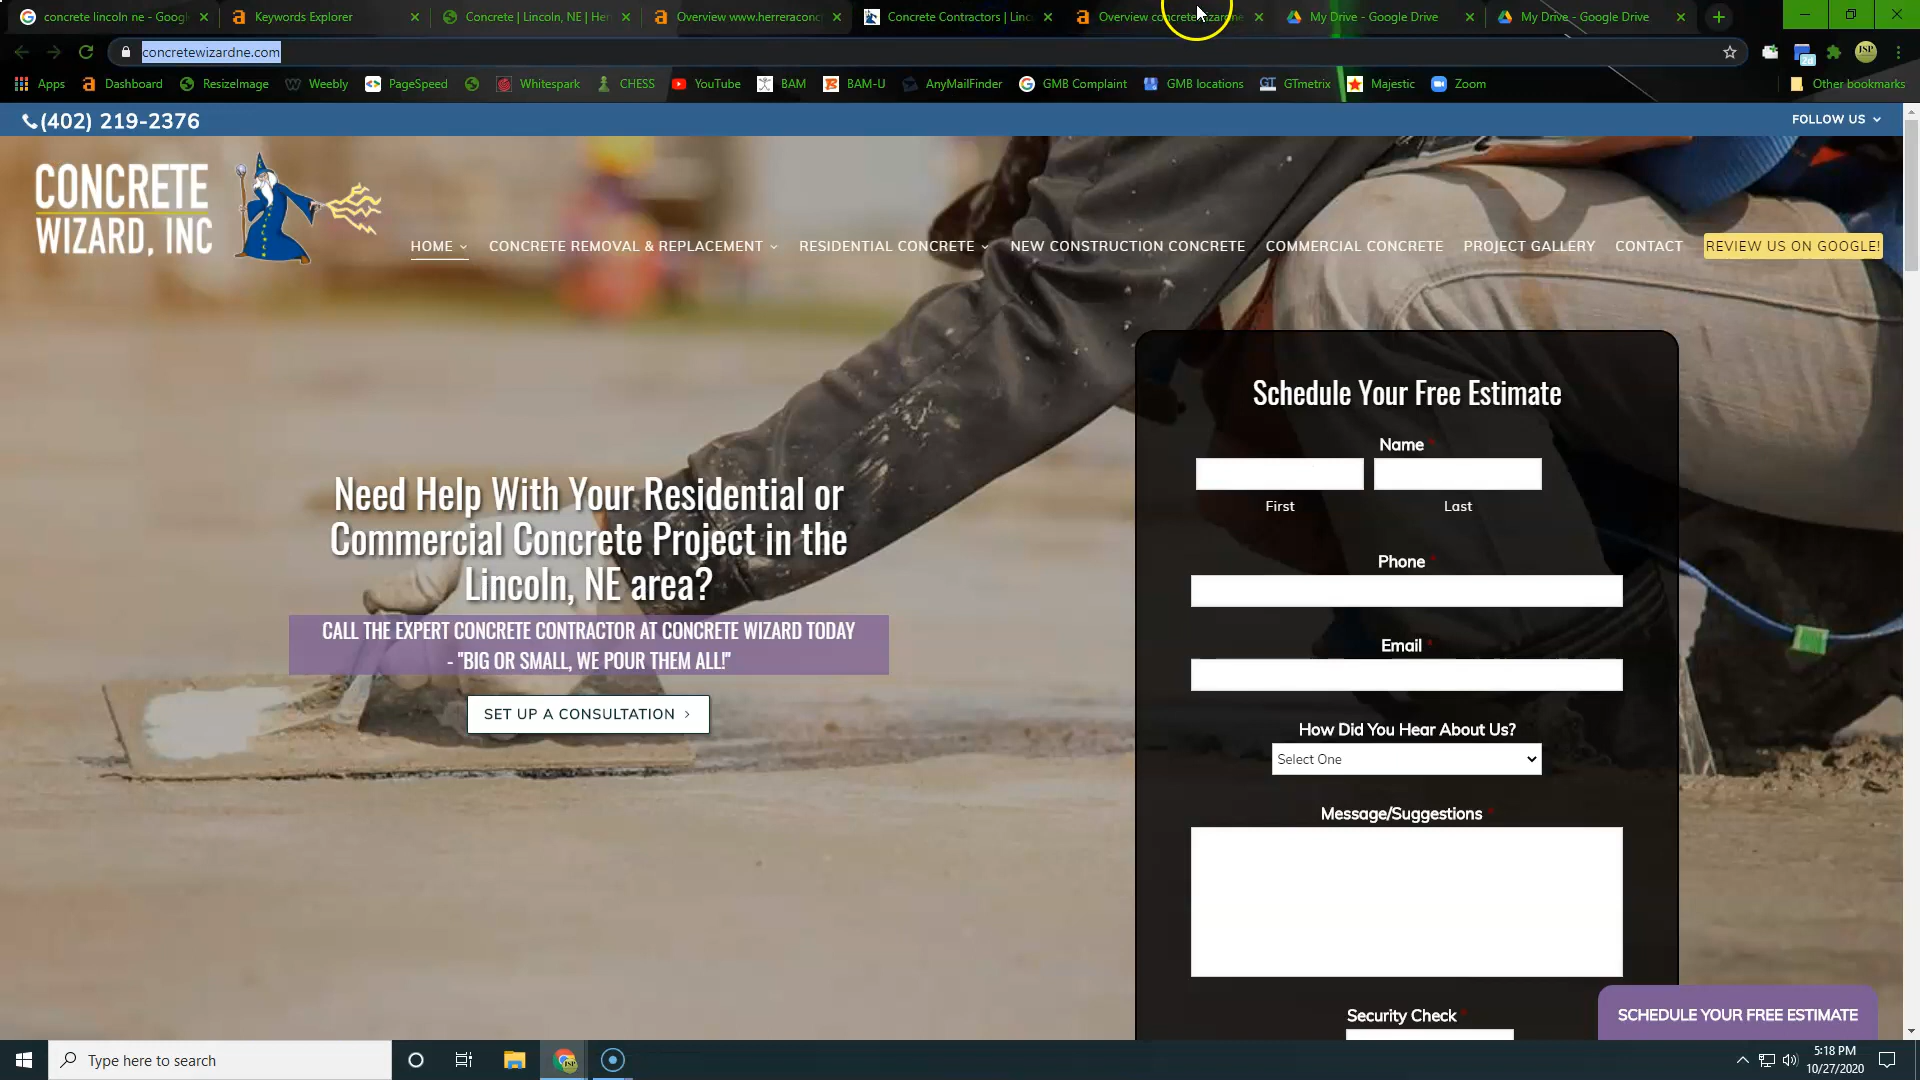 concrete lincoln ne - Googl
Keywords Explorer
Concrete | Lincoln, NE | Her
Overview www.herreraconc
Concrete Contractors | Linc
Overview concretewizardne
My Drive - Google Drive
My Drive - Google Drive
concretewizardne.com
JSP
2d
Apps
Dashboard
ResizeImage
Weebly
PageSpeed
Whitespark
CHESS
YouTube
BAM
BAM-U
AnyMailFinder
GMB Complaint
GMB locations
GTmetrix
Majestic
Zoom
Other bookmarks
(402) 219-2376
FOLLOW US
CONCRETE
WIZARD, INC
HOME
CONCRETE REMOVAL & REPLACEMENT
RESIDENTIAL CONCRETE
NEW CONSTRUCTION CONCRETE
COMMERCIAL CONCRETE
PROJECT GALLERY
CONTACT
REVIEW US ON GOOGLE!
Need Help With Your Residential or
Commercial Concrete Project in the
Lincoln, NE area?
CALL THE EXPERT CONCRETE CONTRACTOR AT CONCRETE WIZARD TODAY
- "BIG OR SMALL, WE POUR THEM ALL!"
SET UP A CONSULTATION >
Schedule Your Free Estimate
Name *
First
Last
Phone *
Email *
How Did You Hear About Us?
Select One
Message/Suggestions *
Security Check *
SCHEDULE YOUR FREE ESTIMATE
Type here to search
5:18 PM
10/27/2020